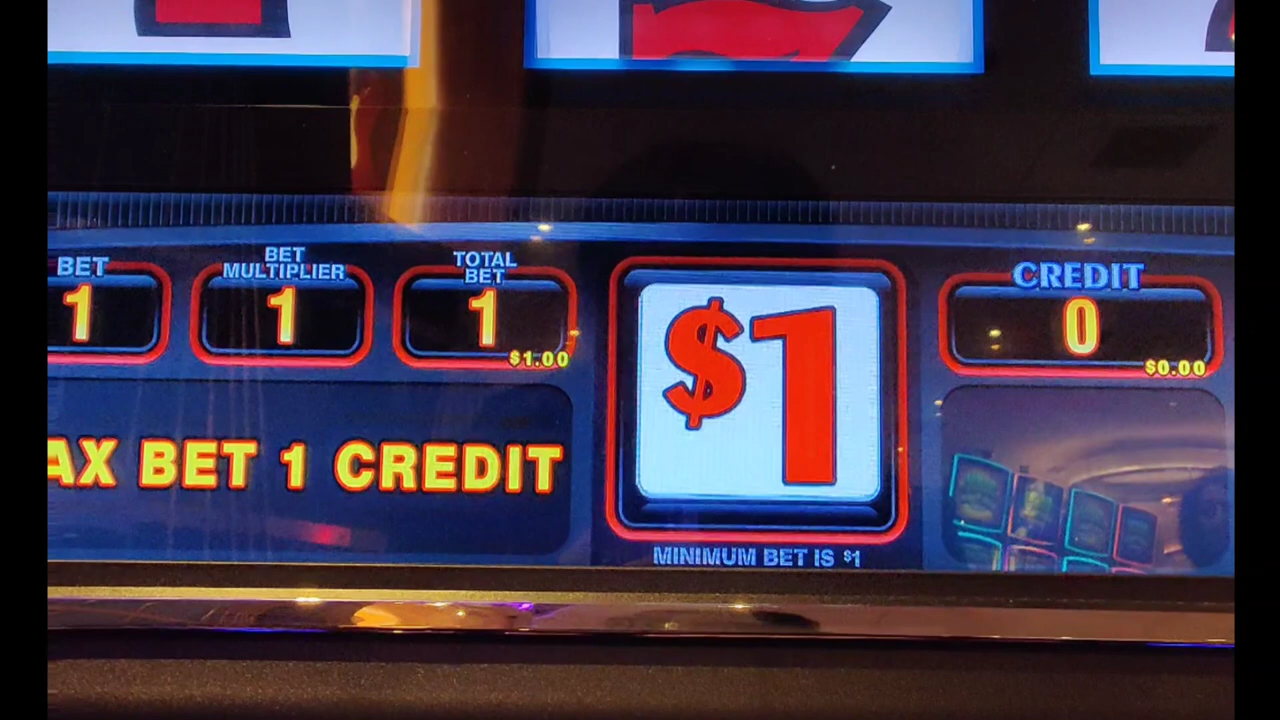 BET
1
BET
MULTIPLIER
1
TOTAL
BET
1
$1.00
$1
CREDIT
0
$0.00
AX BET 1 CREDIT
MINIMUM BET IS $1